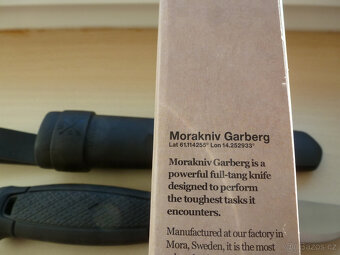 Morakniv Garberg
Lat 61.114255° Lon 14.252933°
Morakniv Garberg is a
powerful full-tang knife
designed to perform
the toughest tasks it
encounters.
Manufactured at our factory in
Mora, Sweden, it is the most